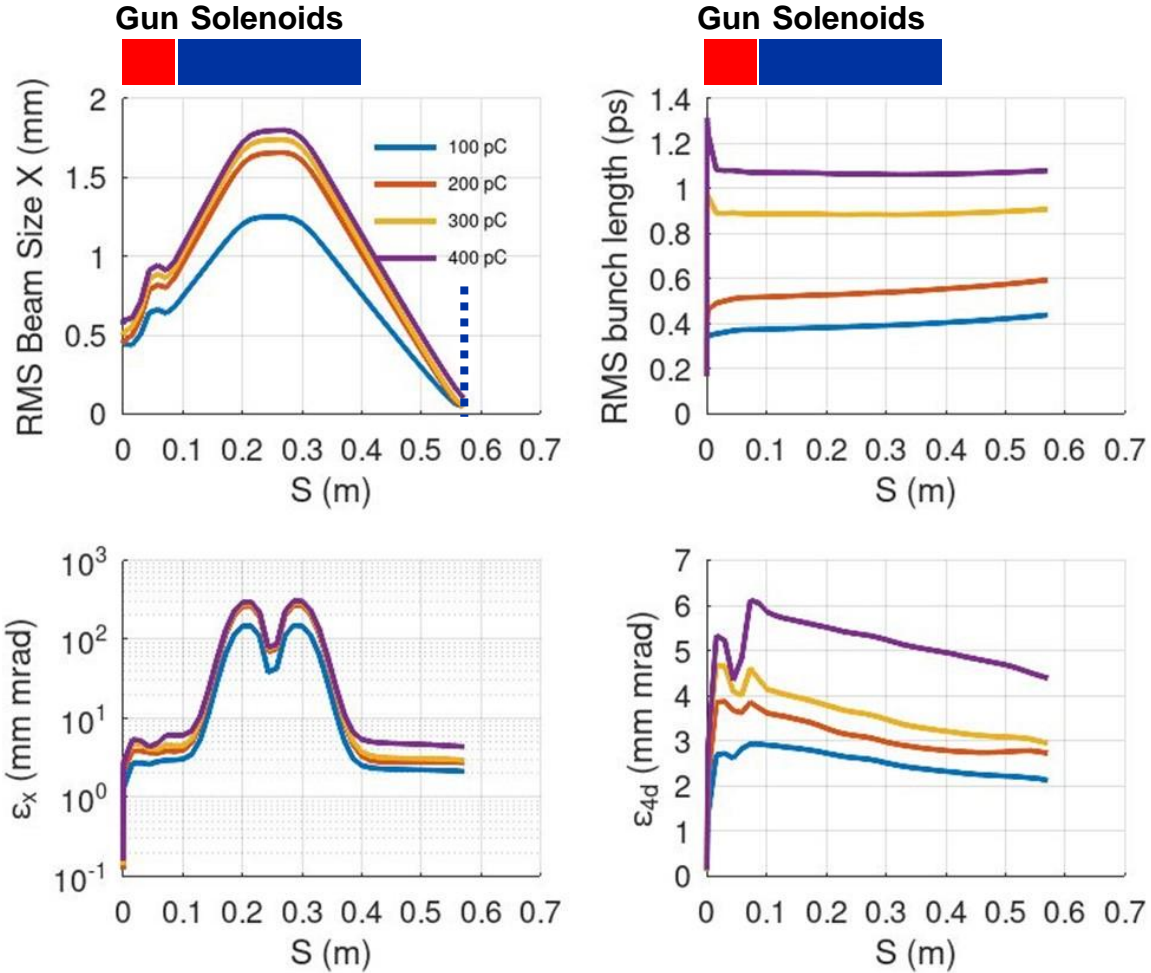 Gun Solenoids
RMS Beam Size X (mm)
2
1.5
1
0.5
0
100 pC
200 pC
300 pC
400 pC
0 0.1 0.2 0.3 0.4 0.5 0.6 0.7
S (m)
Gun Solenoids
RMS bunch length (ps)
1.4
1.2
1
0.8
0.6
0.4
0.2
0
0 0.1 0.2 0.3 0.4 0.5 0.6 0.7
S (m)
εx (mm mrad)
10³
10²
10¹
10⁰
10⁻¹
0 0.1 0.2 0.3 0.4 0.5 0.6 0.7
S (m)
ε4d (mm mrad)
7
6
5
4
3
2
1
0
0 0.1 0.2 0.3 0.4 0.5 0.6 0.7
S (m)